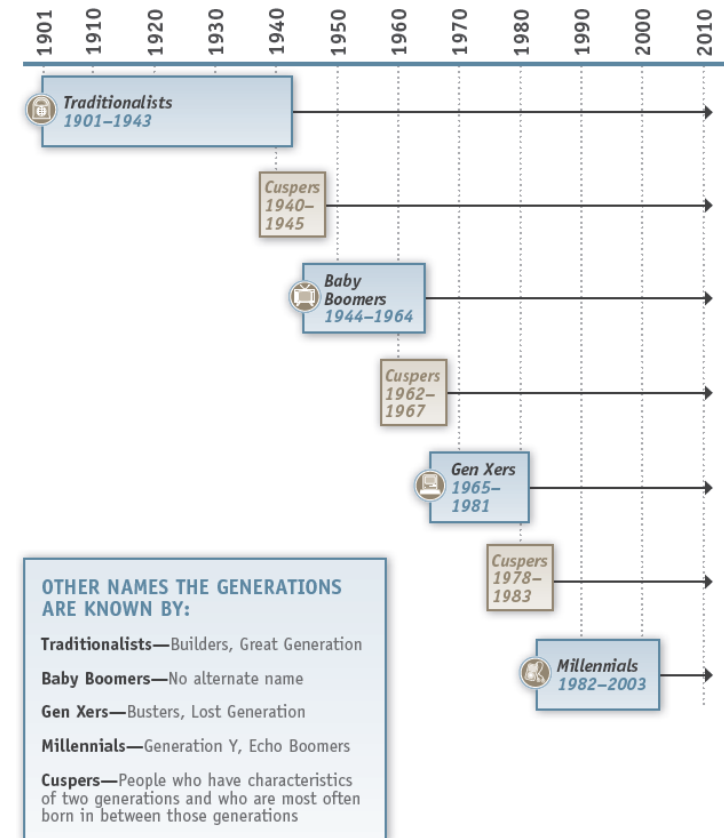 1901 1910 1920 1930 1940 1950 1960 1970 1980 1990 2000 2010
Traditionalists
1901–1943
Cuspers
1940–
1945
Baby
Boomers
1944–1964
Cuspers
1962–
1967
Gen Xers
1965–
1981
Cuspers
1978–
1983
Millennials
1982–2003
OTHER NAMES THE GENERATIONS
ARE KNOWN BY:
Traditionalists—Builders, Great Generation
Baby Boomers—No alternate name
Gen Xers—Busters, Lost Generation
Millennials—Generation Y, Echo Boomers
Cuspers—People who have characteristics
of two generations and who are most often
born in between those generations